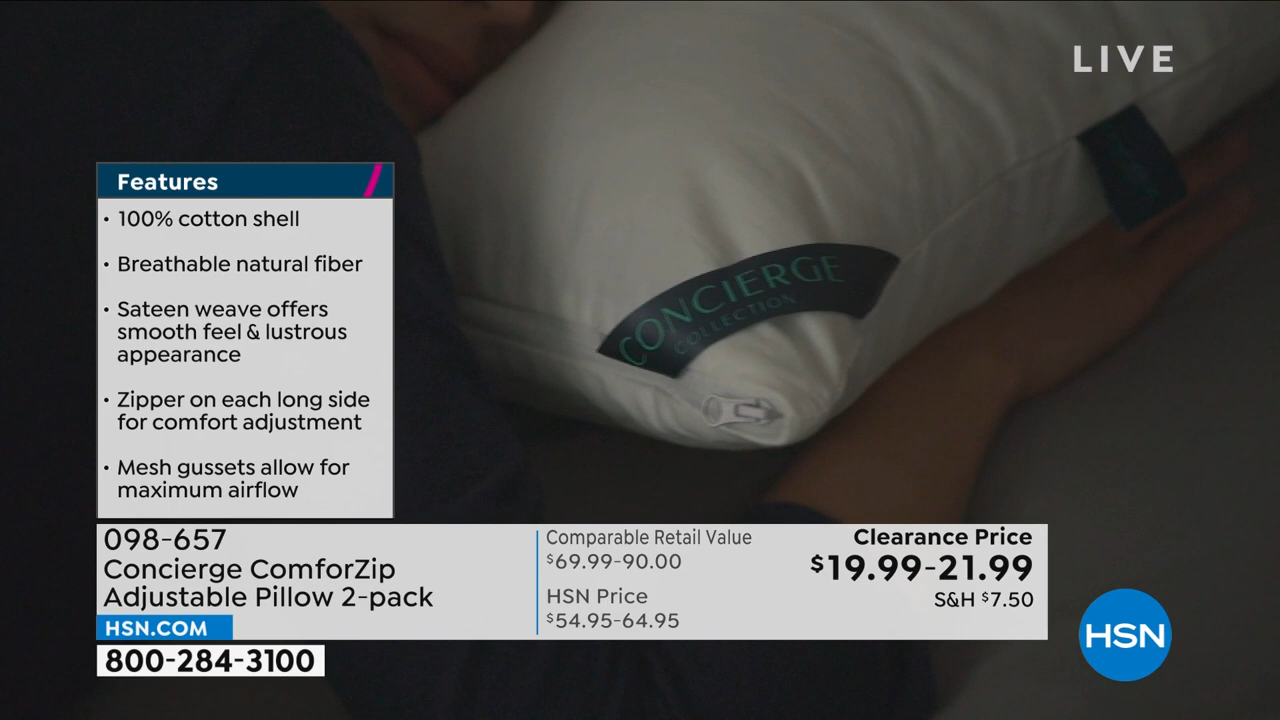 LIVE
Features
• 100% cotton shell
• Breathable natural fiber
• Sateen weave offers
smooth feel & lustrous
appearance
• Zipper on each long side
for comfort adjustment
• Mesh gussets allow for
maximum airflow
CONCIERGE
COLLECTION
098-657
Concierge ComforZip
Adjustable Pillow 2-pack
HSN.COM
800-284-3100
Comparable Retail Value
$69.99-90.00
HSN Price
$54.95-64.95
Clearance Price
$19.99-21.99
S&H $7.50
HSN